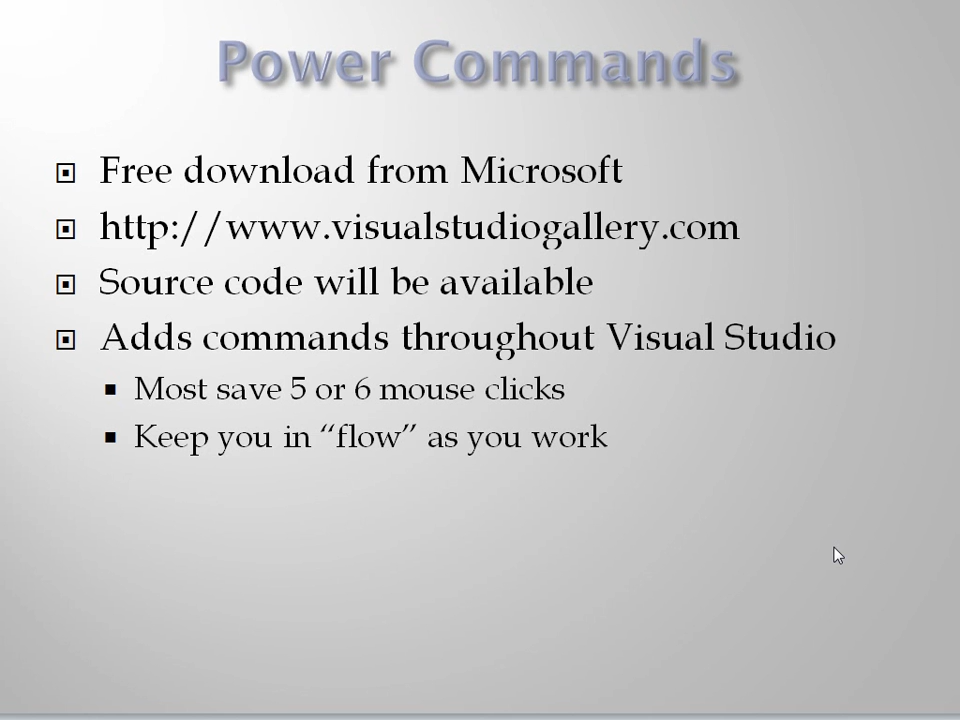 Power Commands
Free download from Microsoft
http://www.visualstudiogallery.com
Source code will be available
Adds commands throughout Visual Studio
Most save 5 or 6 mouse clicks
Keep you in “flow” as you work